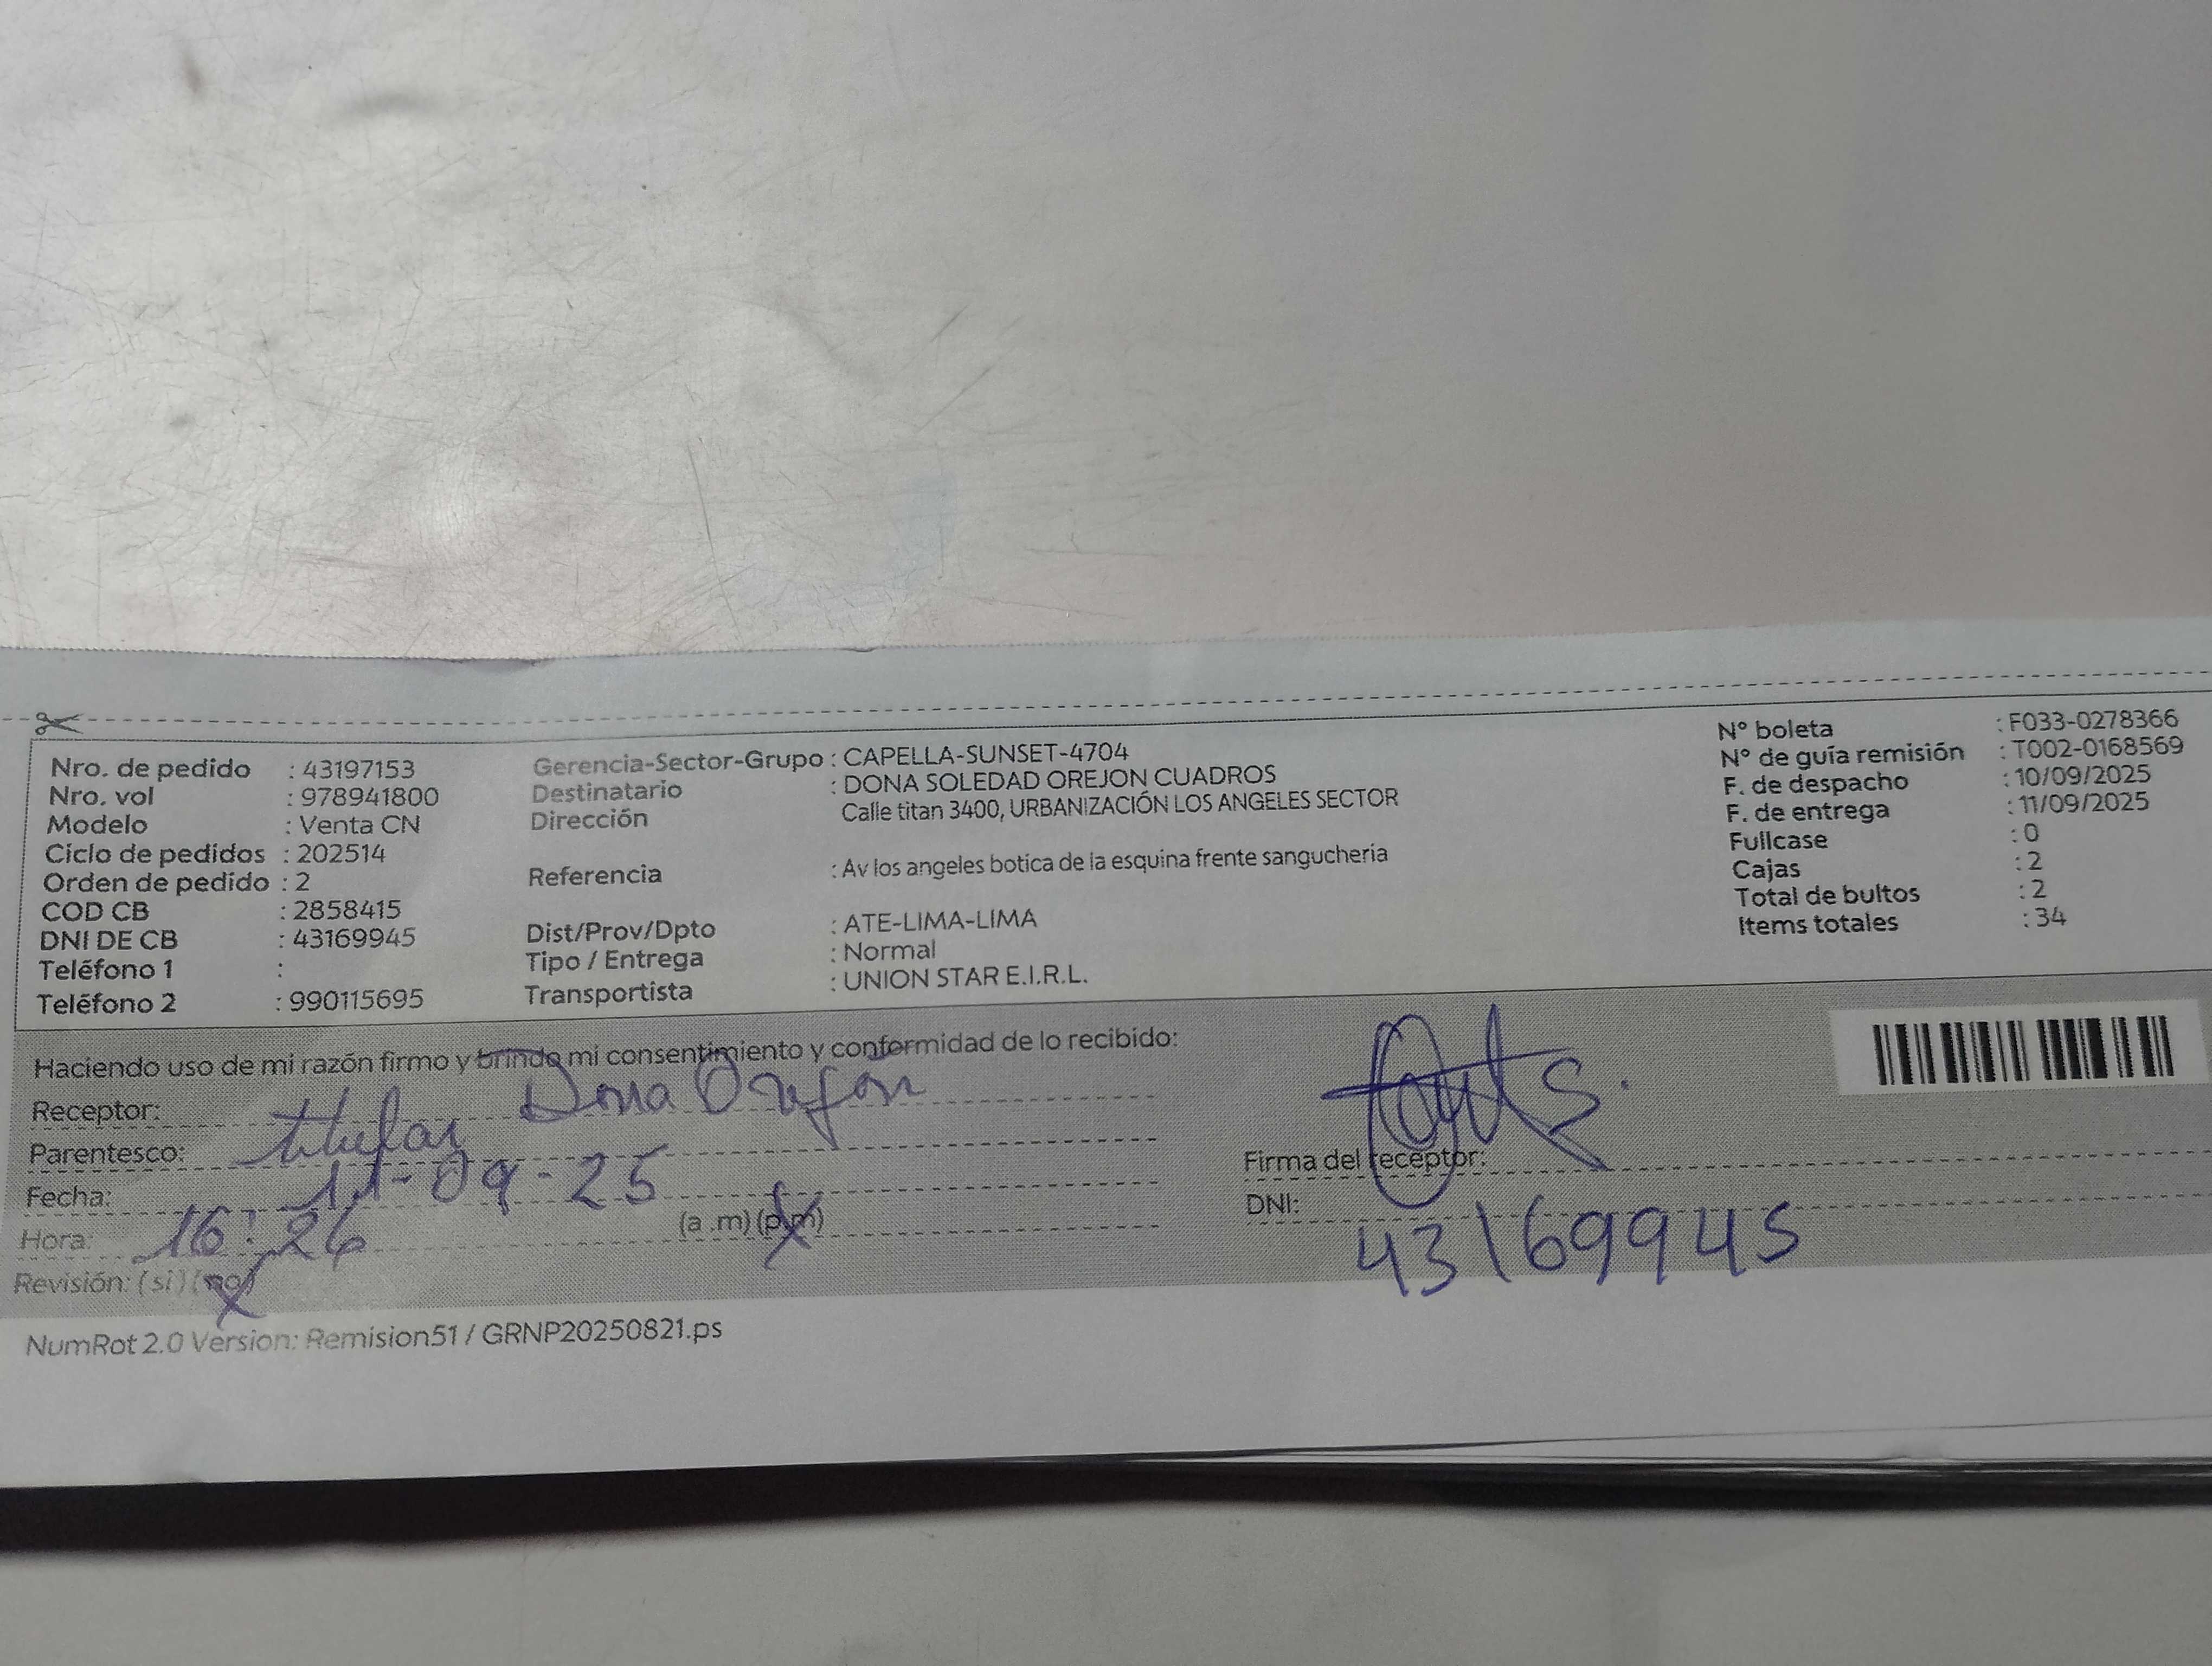 Nro. de pedido : 43197153
Nro. vol : 978941800
Modelo : Venta CN
Ciclo de pedidos : 202514
Orden de pedido : 2
COD CB : 2858415
DNI DE CB : 43169945
Teléfono 1 :
Teléfono 2 : 990115695
Gerencia-Sector-Grupo : CAPELLA-SUNSET-4704
Destinatario : DONA SOLEDAD OREJON CUADROS
Dirección Calle titan 3400, URBANIZACIÓN LOS ANGELES SECTOR
Referencia : Av los angeles botica de la esquina frente sangucheria
Dist/Prov/Dpto : ATE-LIMA-LIMA
Tipo / Entrega : Normal
Transportista : UNION STAR E.I.R.L.
N° boleta : F033-0278366
N° de guía remisión : T002-0168569
F. de despacho : 10/09/2025
F. de entrega : 11/09/2025
Fullcase : 0
Cajas : 2
Total de bultos : 2
Items totales : 34
Haciendo uso de mi razón firmo y brindo mi consentimiento y conformidad de lo recibido:
Receptor: Dona Orejón
Parentesco: titular
Fecha: 11-09-25
Hora: 16:26 (a .m) (p.m)
Revisión: (si) (no)
Firma del receptor:
DNI: 43169945
NumRot 2.0 Version: Remision51 / GRNP20250821.ps